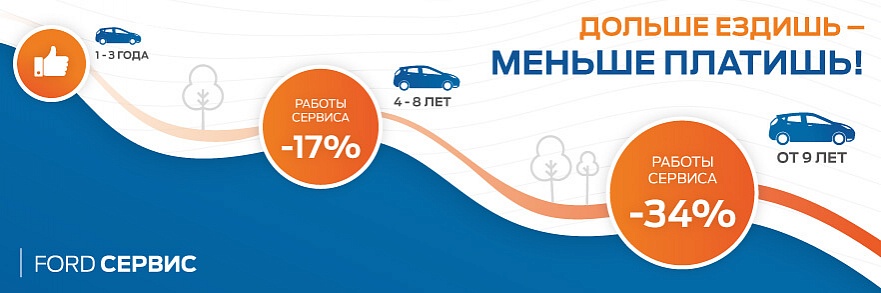 ДОЛЬШЕ ЕЗДИШЬ –
МЕНЬШЕ ПЛАТИШЬ!
1 - 3 ГОДА
РАБОТЫ
СЕРВИСА
-17%
4 - 8 ЛЕТ
РАБОТЫ
СЕРВИСА
-34%
ОТ 9 ЛЕТ
FORD СЕРВИС